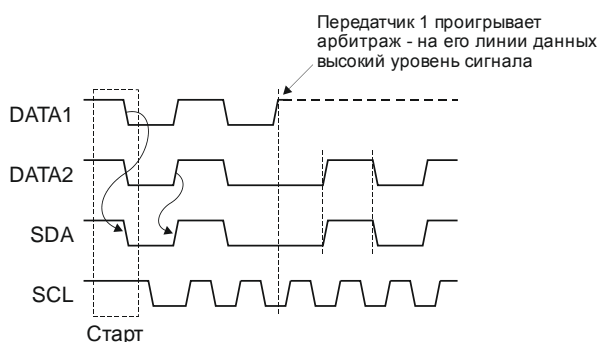 Передатчик 1 проигрывает
арбитраж - на его линии данных
высокий уровень сигнала
DATA1
DATA2
SDA
SCL
Старт